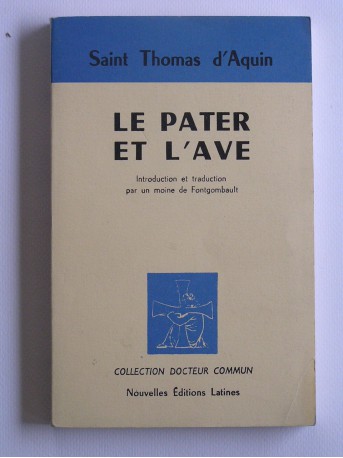 Saint Thomas d'Aquin
LE PATER
ET L'AVE
Introduction et traduction
par un moine de Fontgombault
COLLECTION DOCTEUR COMMUN
Nouvelles Éditions Latines